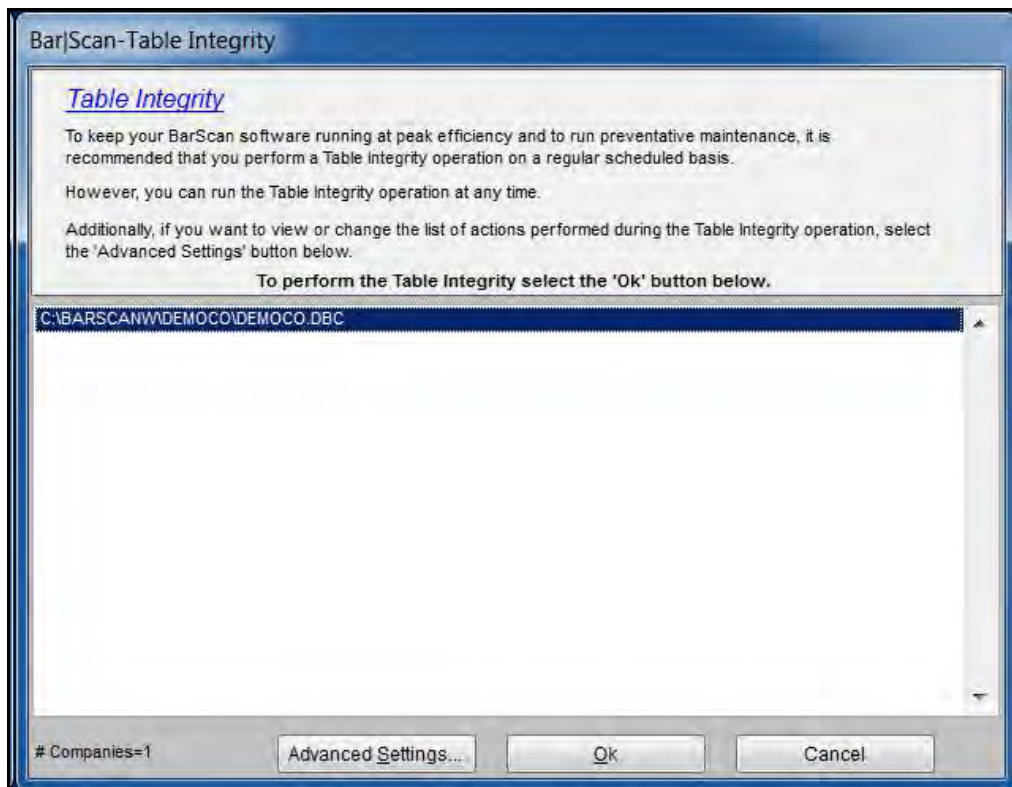 Bar|Scan-Table Integrity
Table Integrity
To keep your BarScan software running at peak efficiency and to run preventative maintenance, it is
recommended that you perform a Table Integrity operation on a regular scheduled basis.
However, you can run the Table Integrity operation at any time.
Additionally, if you want to view or change the list of actions performed during the Table Integrity operation, select
the 'Advanced Settings' button below.
To perform the Table Integrity select the 'Ok' button below.
C:\BARSCANW\DEMOCO\DEMOCO.DBC
# Companies=1
Advanced Settings...
Ok
Cancel